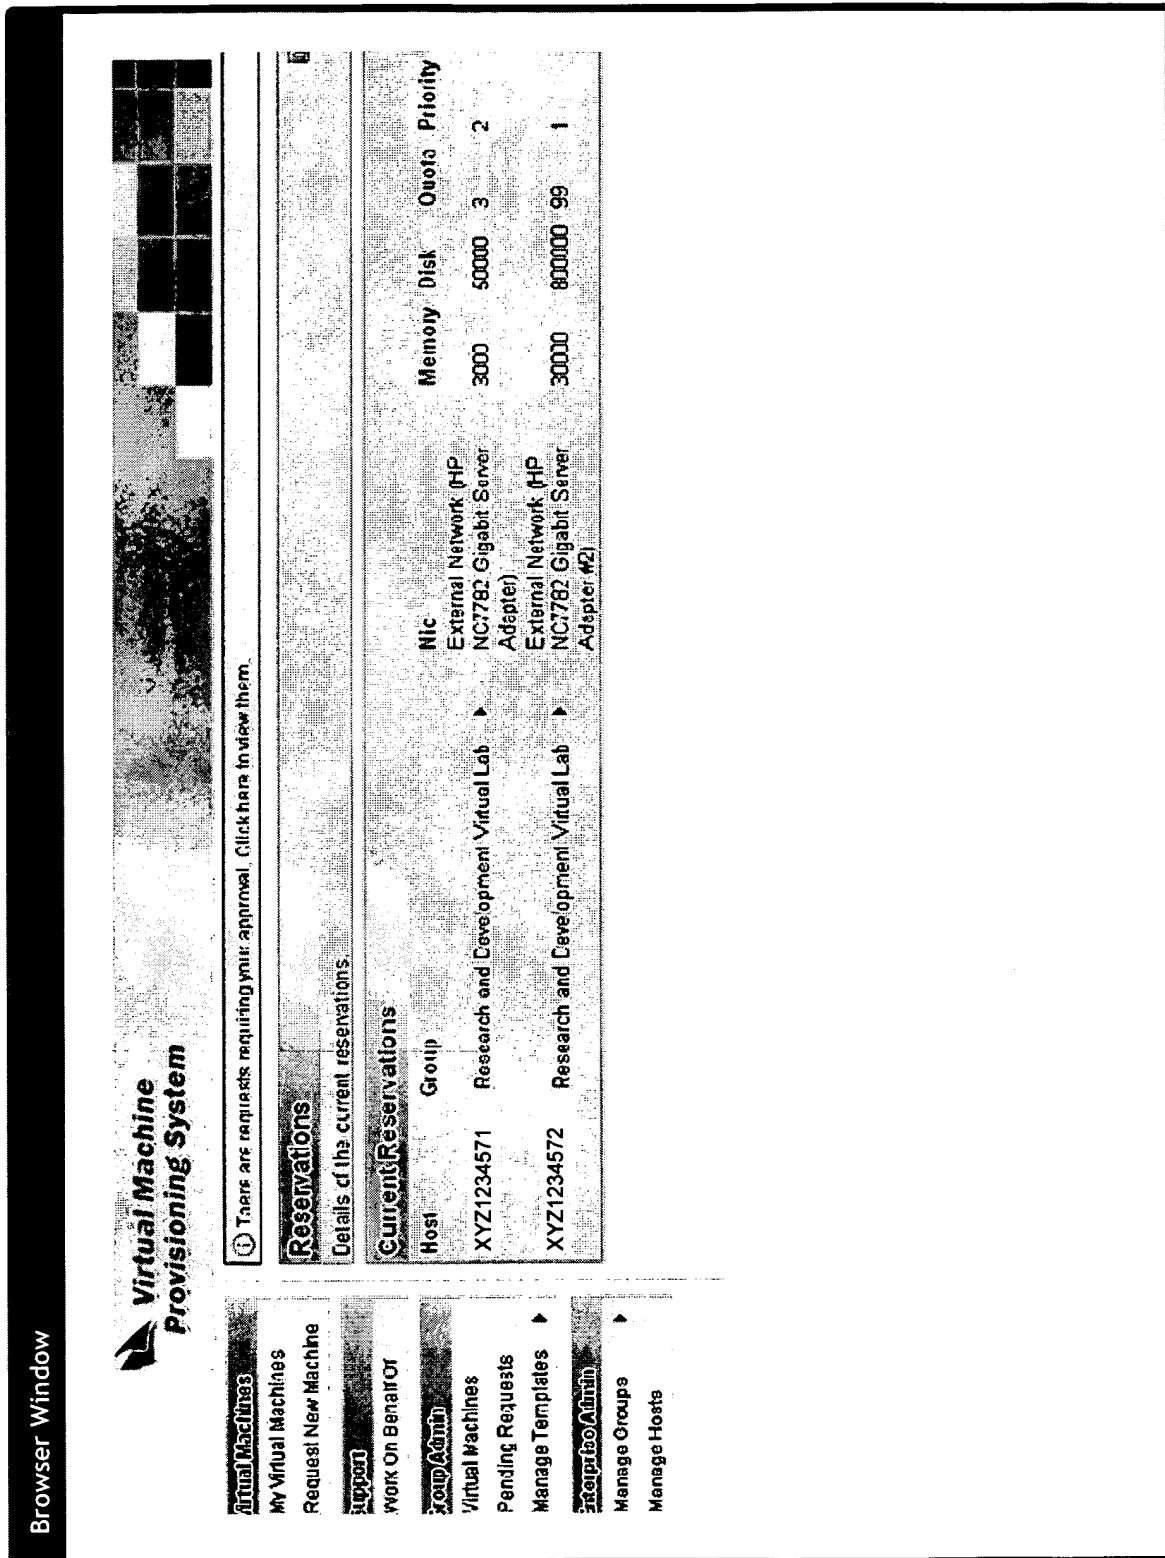 Browser Window
Virtual Machine
Provisioning System
There are requests requiring your approval. Click here to view them.
Virtual Machines
My Virtual Machines
Request New Machine
Support
Work On Behalf Of
Group Admin
Virtual Machines
Pending Requests
Manage Templates
Enterprise Admin
Manage Groups
Manage Hosts
Reservations
Details of the current reservations.
Current Reservations
Host Group Nic Memory Disk Quota Priority
External Network (HP
XYZ1234571 Research and Development Virtual Lab NC7782 Gigabit Server 3000 50000 3 2
Adapter)
External Network (HP
XYZ1234572 Research and Development Virtual Lab NC7782 Gigabit Server 30000 800000 99 1
Adapter #2)